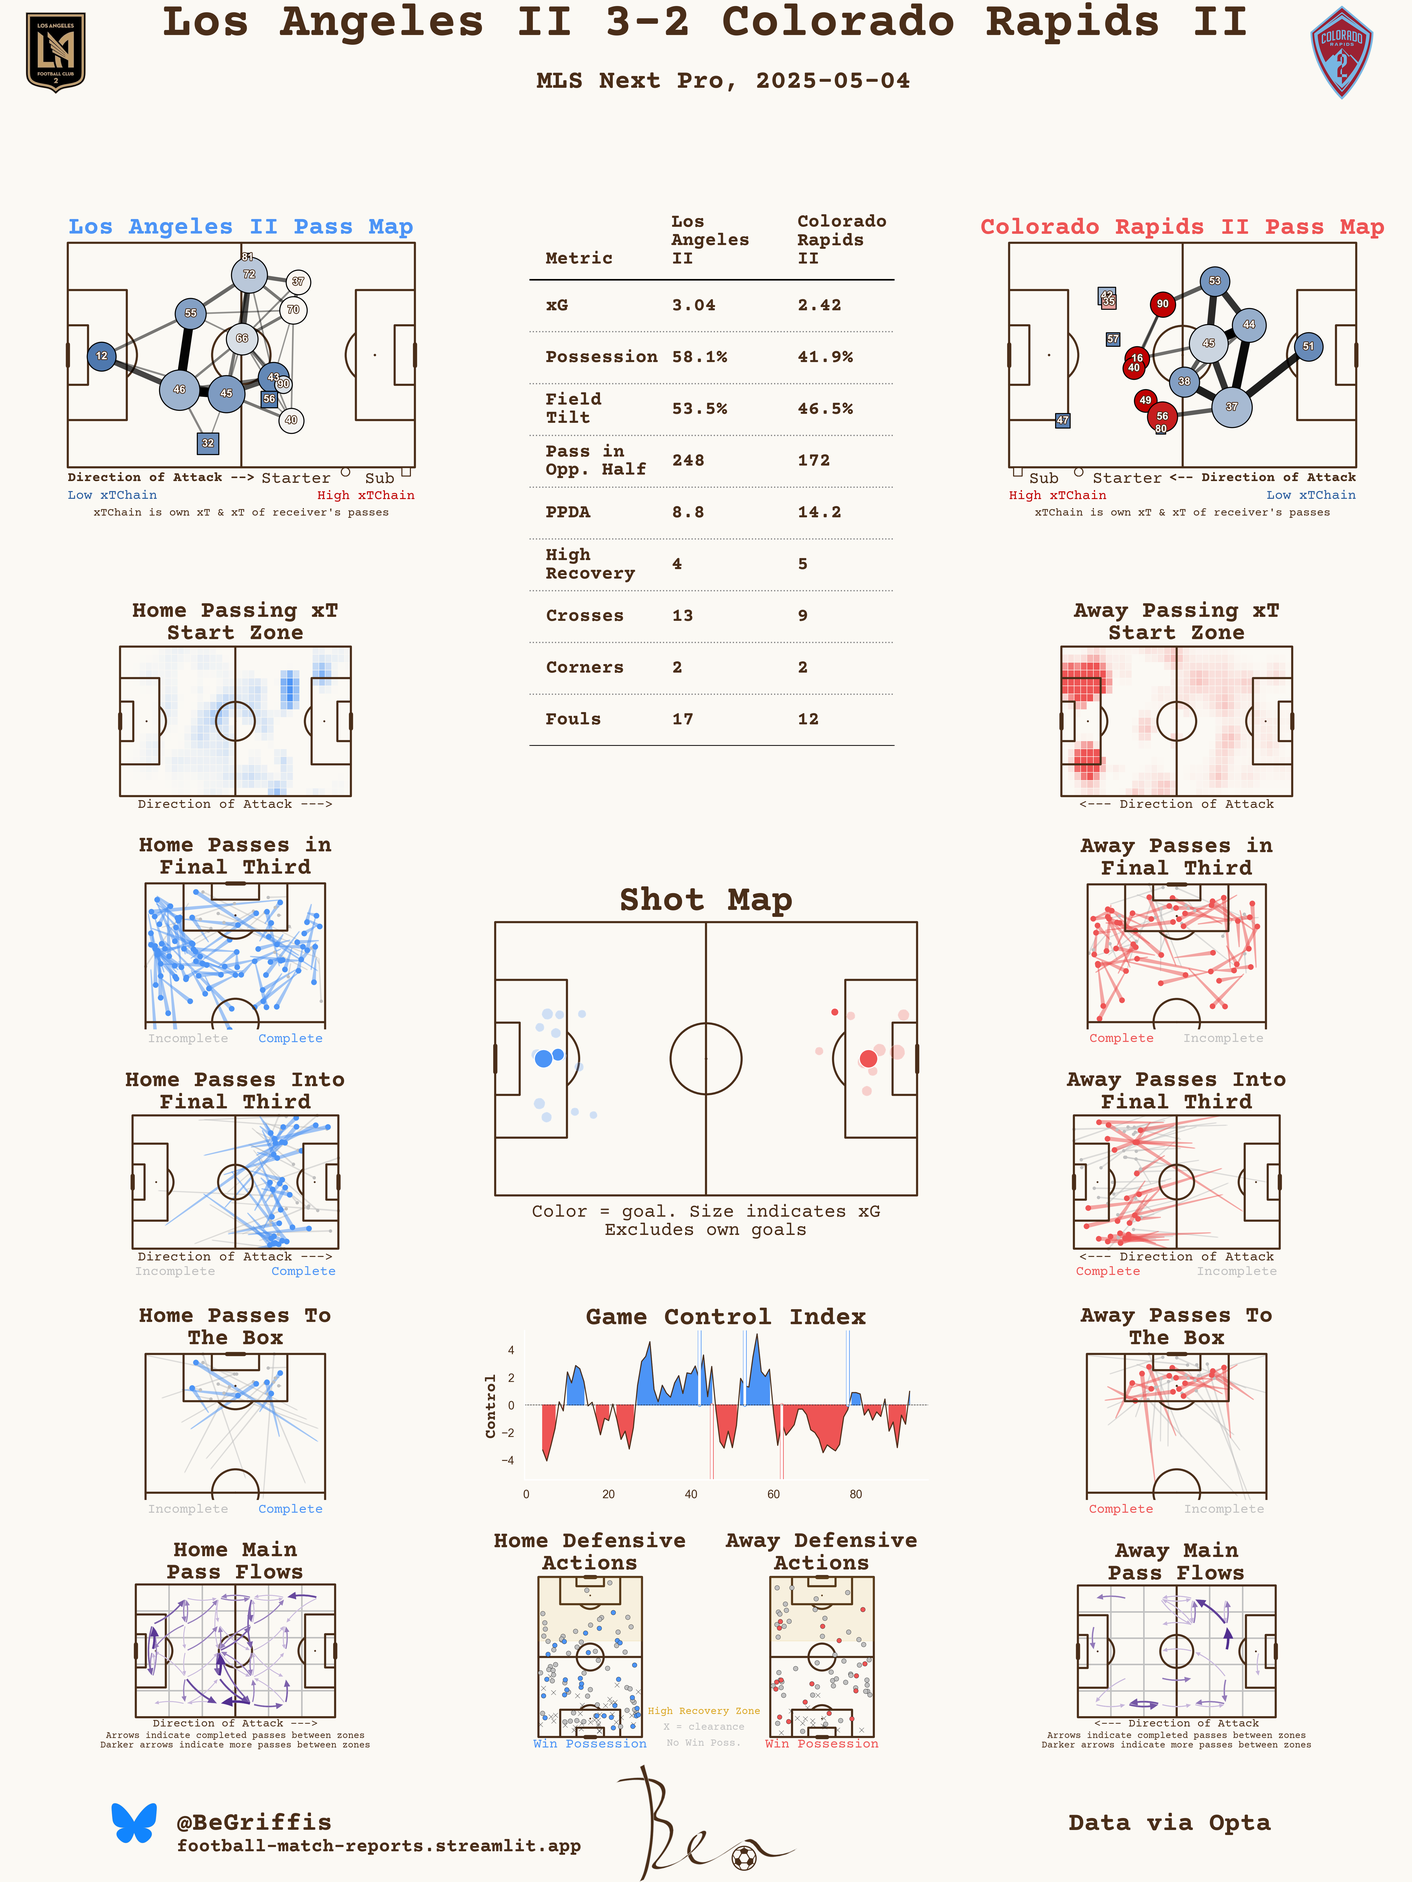 Los Angeles II 3-2 Colorado Rapids II
MLS Next Pro, 2025-05-04
LOS ANGELES
FOOTBALL CLUB
2
COLORADO
RAPIDS
2
Los Angeles II Pass Map
81
72
37
70
55
66
12
43
90
46
45
56
40
32
Direction of Attack --> Starter Sub
Low xTChain High xTChain
xTChain is own xT & xT of receiver's passes
Metric Los Angeles II Colorado Rapids II
xG 3.04 2.42
Possession 58.1% 41.9%
Field Tilt 53.5% 46.5%
Pass in Opp. Half 248 172
PPDA 8.8 14.2
High Recovery 4 5
Crosses 13 9
Corners 2 2
Fouls 17 12
Colorado Rapids II Pass Map
53
42
35
90
44
57
45
51
16
40
38
49
37
56
47
80
Sub Starter <-- Direction of Attack
High xTChain Low xTChain
xTChain is own xT & xT of receiver's passes
Home Passing xT
Start Zone
Direction of Attack --->
Away Passing xT
Start Zone
<--- Direction of Attack
Home Passes in
Final Third
Incomplete Complete
Shot Map
Color = goal. Size indicates xG
Excludes own goals
Away Passes in
Final Third
Complete Incomplete
Home Passes Into
Final Third
Direction of Attack --->
Incomplete Complete
Away Passes Into
Final Third
<--- Direction of Attack
Complete Incomplete
Home Passes To
The Box
Incomplete Complete
Game Control Index
Control
4
2
0
−2
−4
0 20 40 60 80
Away Passes To
The Box
Complete Incomplete
Home Main
Pass Flows
Direction of Attack --->
Arrows indicate completed passes between zones
Darker arrows indicate more passes between zones
Home Defensive
Actions
Win Possession
High Recovery Zone
X = clearance
No Win Poss.
Away Defensive
Actions
Win Possession
Away Main
Pass Flows
<--- Direction of Attack
Arrows indicate completed passes between zones
Darker arrows indicate more passes between zones
@BeGriffis
football-match-reports.streamlit.app
Ben
Data via Opta